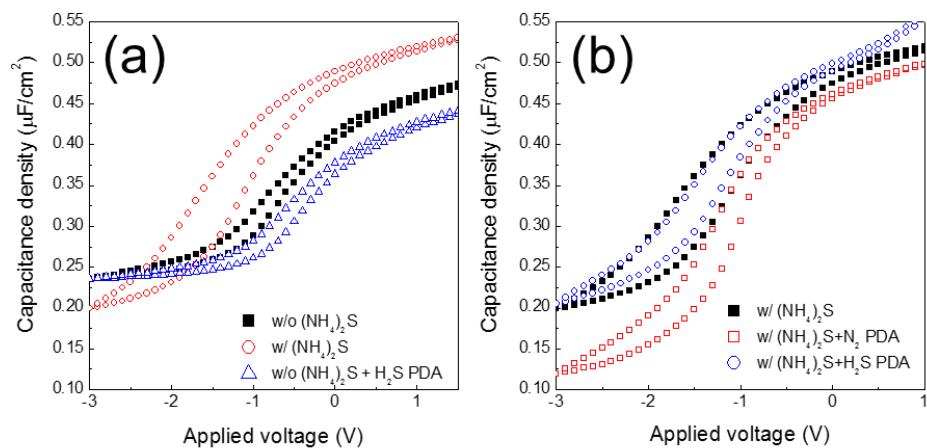 (a)
Capacitance density (μF/cm²)
0.55
0.50
0.45
0.40
0.35
0.30
0.25
0.20
0.15
0.10
w/o (NH₄)₂S
w/ (NH₄)₂S
w/o (NH₄)₂S + H₂S PDA
-3 -2 -1 0 1
Applied voltage (V)
(b)
Capacitance density (μF/cm²)
0.55
0.50
0.45
0.40
0.35
0.30
0.25
0.20
0.15
0.10
w/ (NH₄)₂S
w/ (NH₄)₂S+N₂ PDA
w/ (NH₄)₂S+H₂S PDA
-3 -2 -1 0 1
Applied voltage (V)